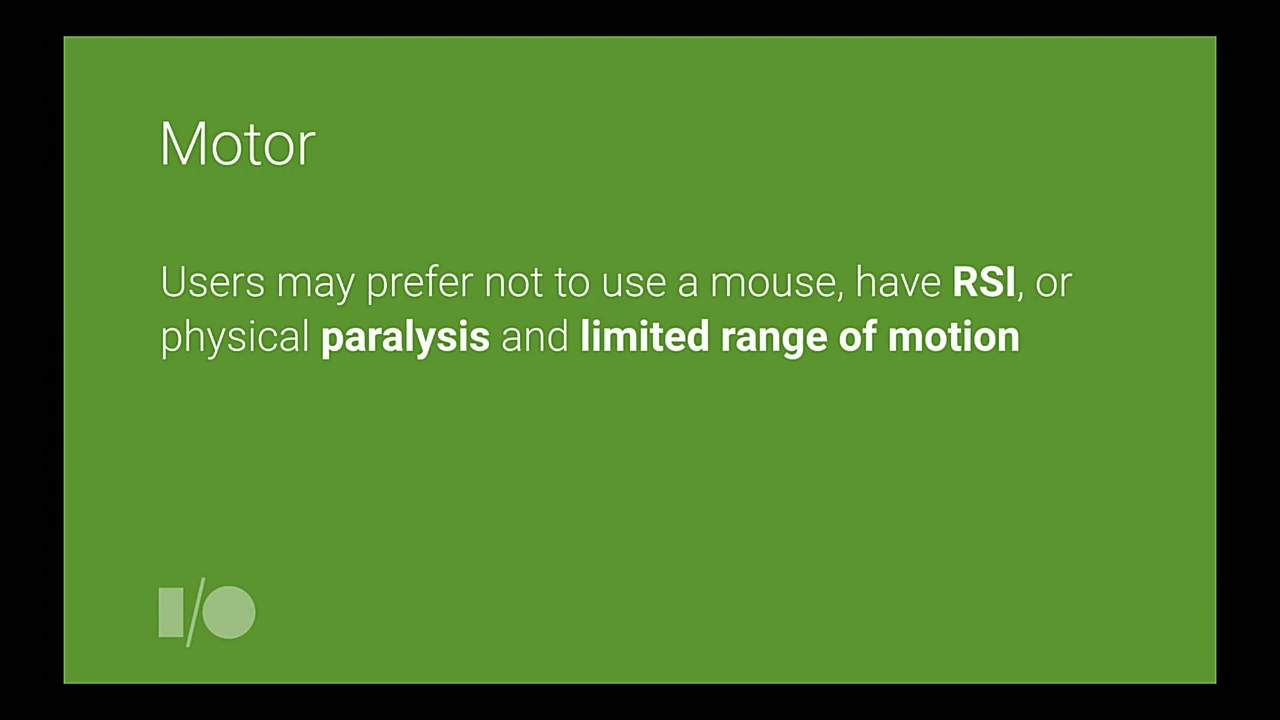 Motor
Users may prefer not to use a mouse, have RSI, or
physical paralysis and limited range of motion
I/O